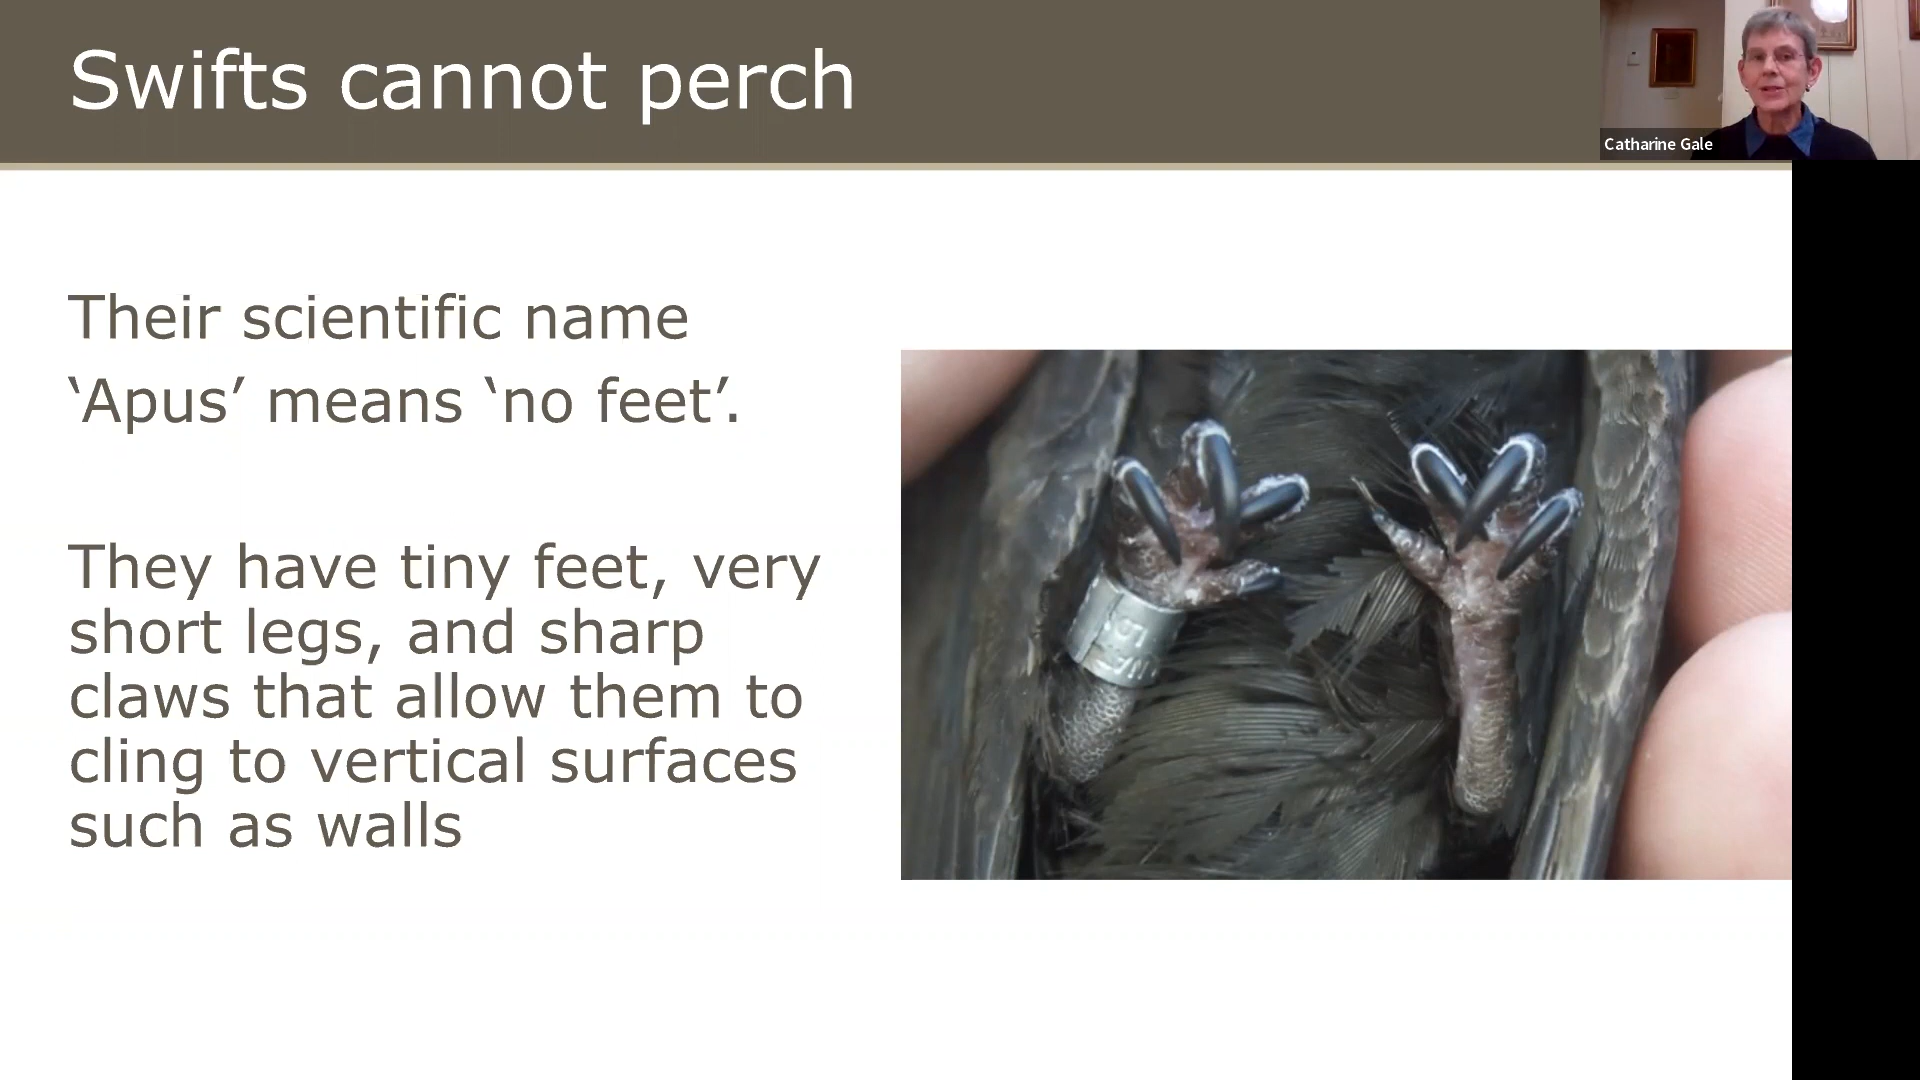 Swifts cannot perch
Catharine Gale
Their scientific name
‘Apus’ means ‘no feet’.
They have tiny feet, very
short legs, and sharp
claws that allow them to
cling to vertical surfaces
such as walls